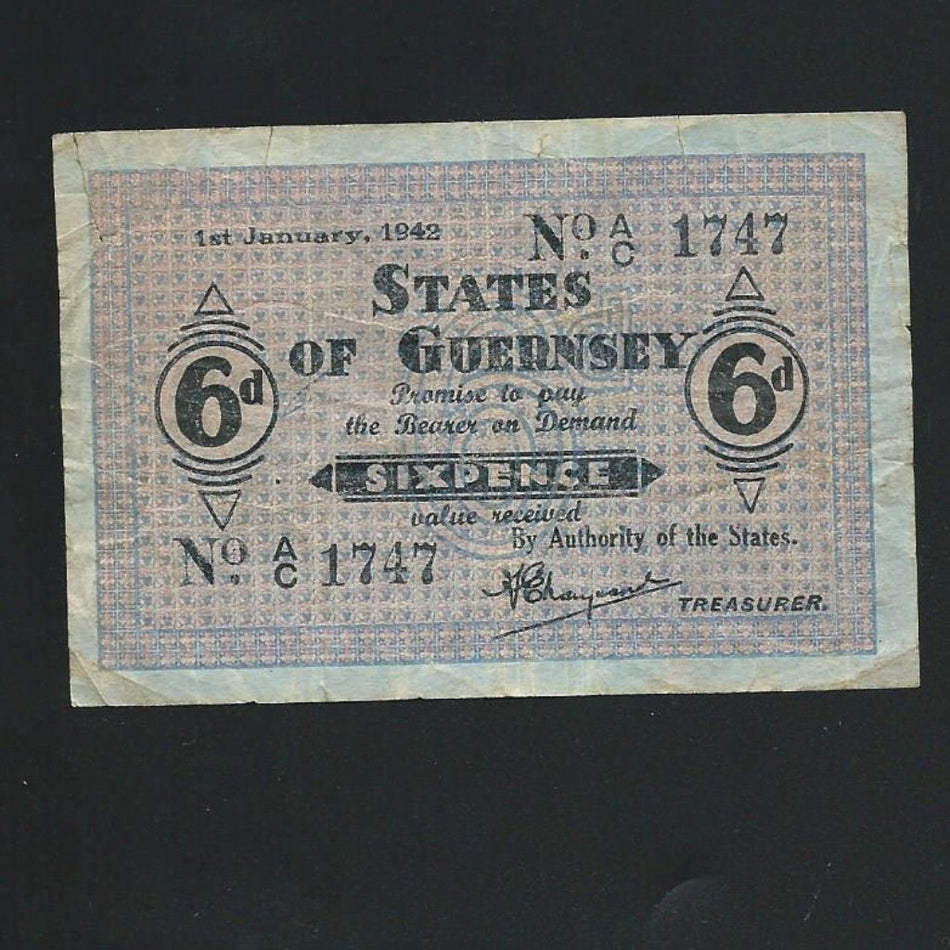 1st January, 1942
No. A/C 1747
STATES
OF GUERNSEY
6d
6d
Promise to pay
the Bearer on Demand
SIXPENCE
value received
By Authority of the States.
No. A/C 1747
TREASURER.